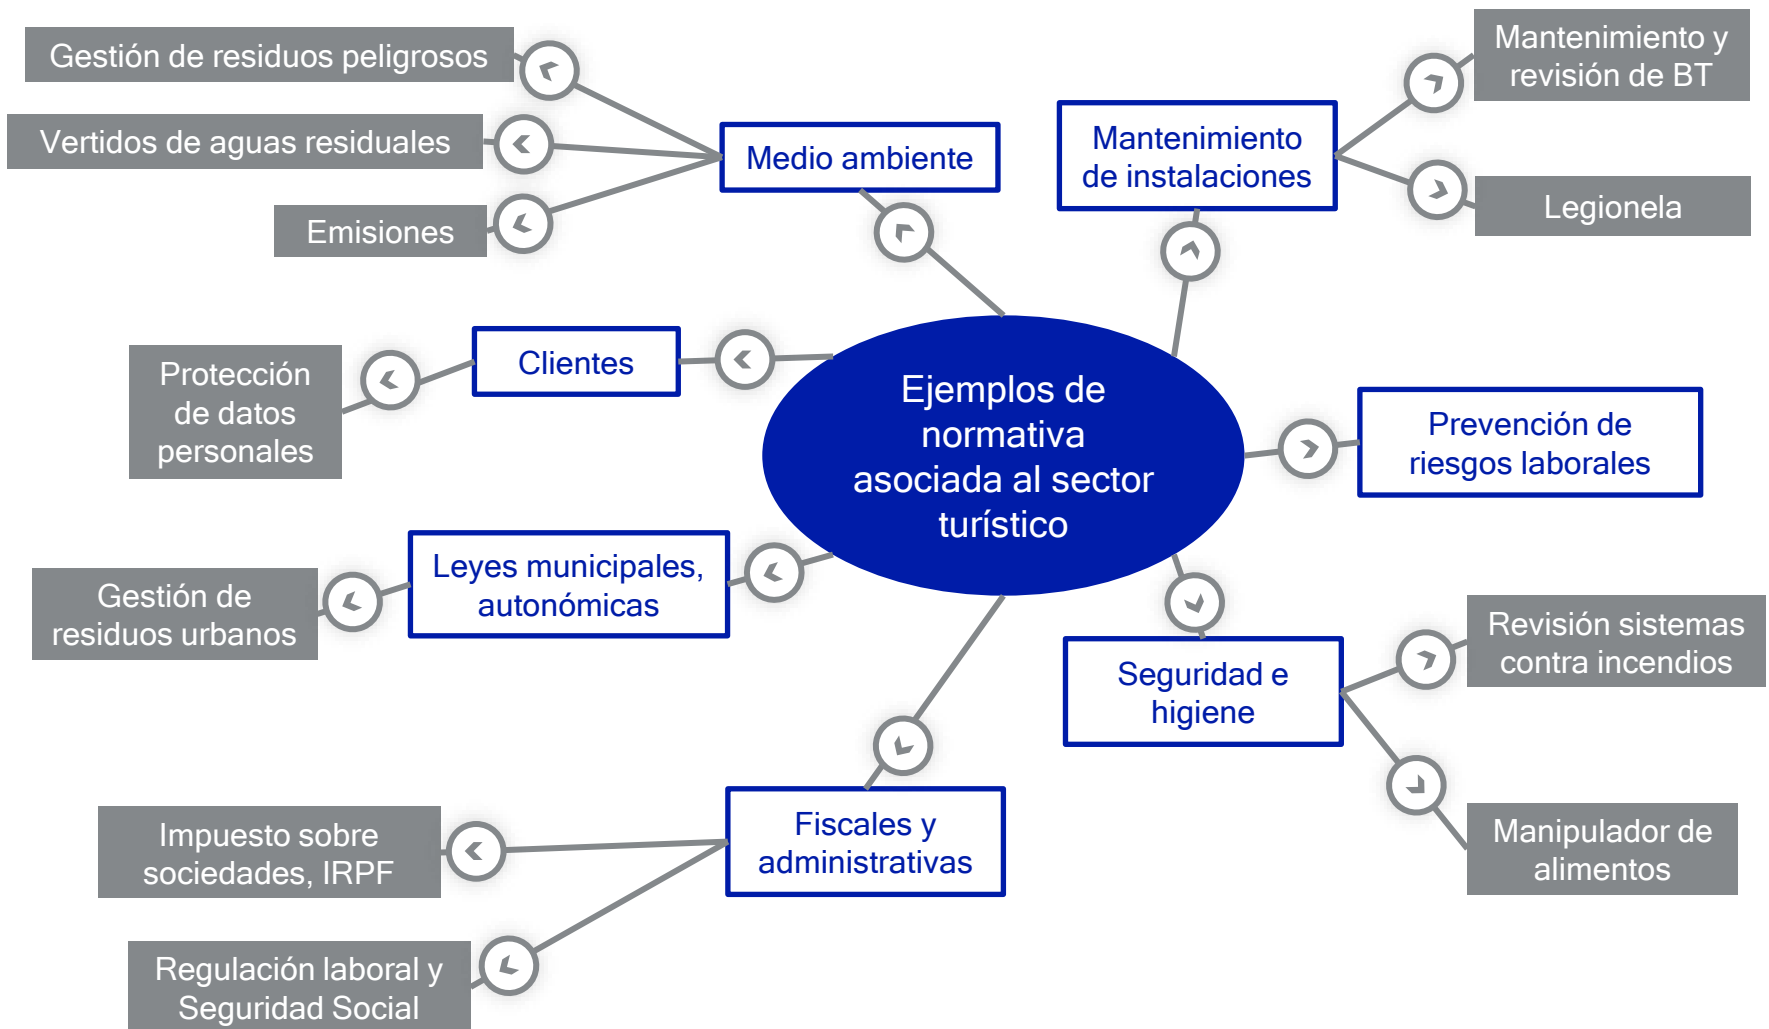 Gestión de residuos peligrosos
Vertidos de aguas residuales
Emisiones
Medio ambiente
Mantenimiento
de instalaciones
Mantenimiento y
revisión de BT
Legionela
Clientes
Protección
de datos
personales
Ejemplos de
normativa
asociada al sector
turístico
Prevención de
riesgos laborales
Leyes municipales,
autonómicas
Gestión de
residuos urbanos
Seguridad e
higiene
Revisión sistemas
contra incendios
Manipulador de
alimentos
Fiscales y
administrativas
Impuesto sobre
sociedades, IRPF
Regulación laboral y
Seguridad Social